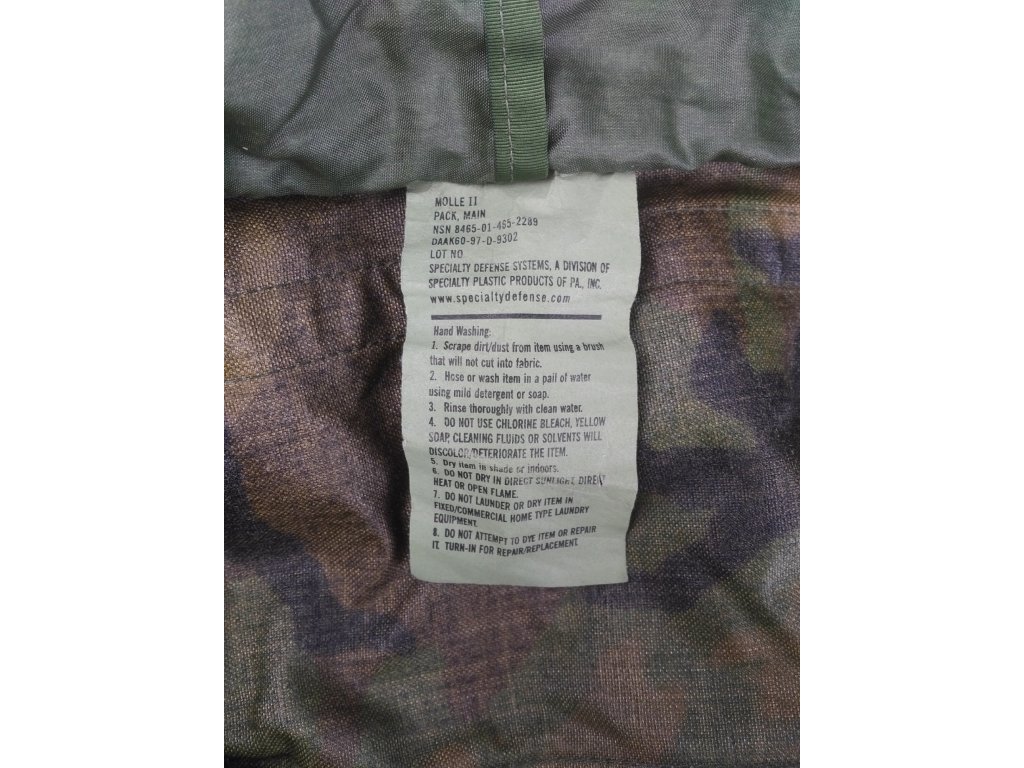 MOLLE II
PACK, MAIN
NSN 8465-01-465-2289
DAAK60-97-D-9302
LOT NO.
SPECIALTY DEFENSE SYSTEMS, A DIVISION OF
SPECIALTY PLASTIC PRODUCTS OF PA., INC.
www.specialtydefense.com
Hand Washing:
1. Scrape dirt/dust from item using a brush
that will not cut into fabric.
2. Hose or wash item in a pail of water
using mild detergent or soap.
3. Rinse thoroughly with clean water.
4. DO NOT USE CHLORINE BLEACH, YELLOW
SOAP, CLEANING FLUIDS OR SOLVENTS WILL
DISCOLOR/DETERIORATE THE ITEM.
5. Dry item in shade or indoors.
6. DO NOT DRY IN DIRECT SUNLIGHT, DIRECT
HEAT OR OPEN FLAME.
7. DO NOT LAUNDER OR DRY ITEM IN
FIXED/COMMERCIAL HOME TYPE LAUNDRY
EQUIPMENT.
8. DO NOT ATTEMPT TO DYE ITEM OR REPAIR
IT. TURN-IN FOR REPAIR/REPLACEMENT.